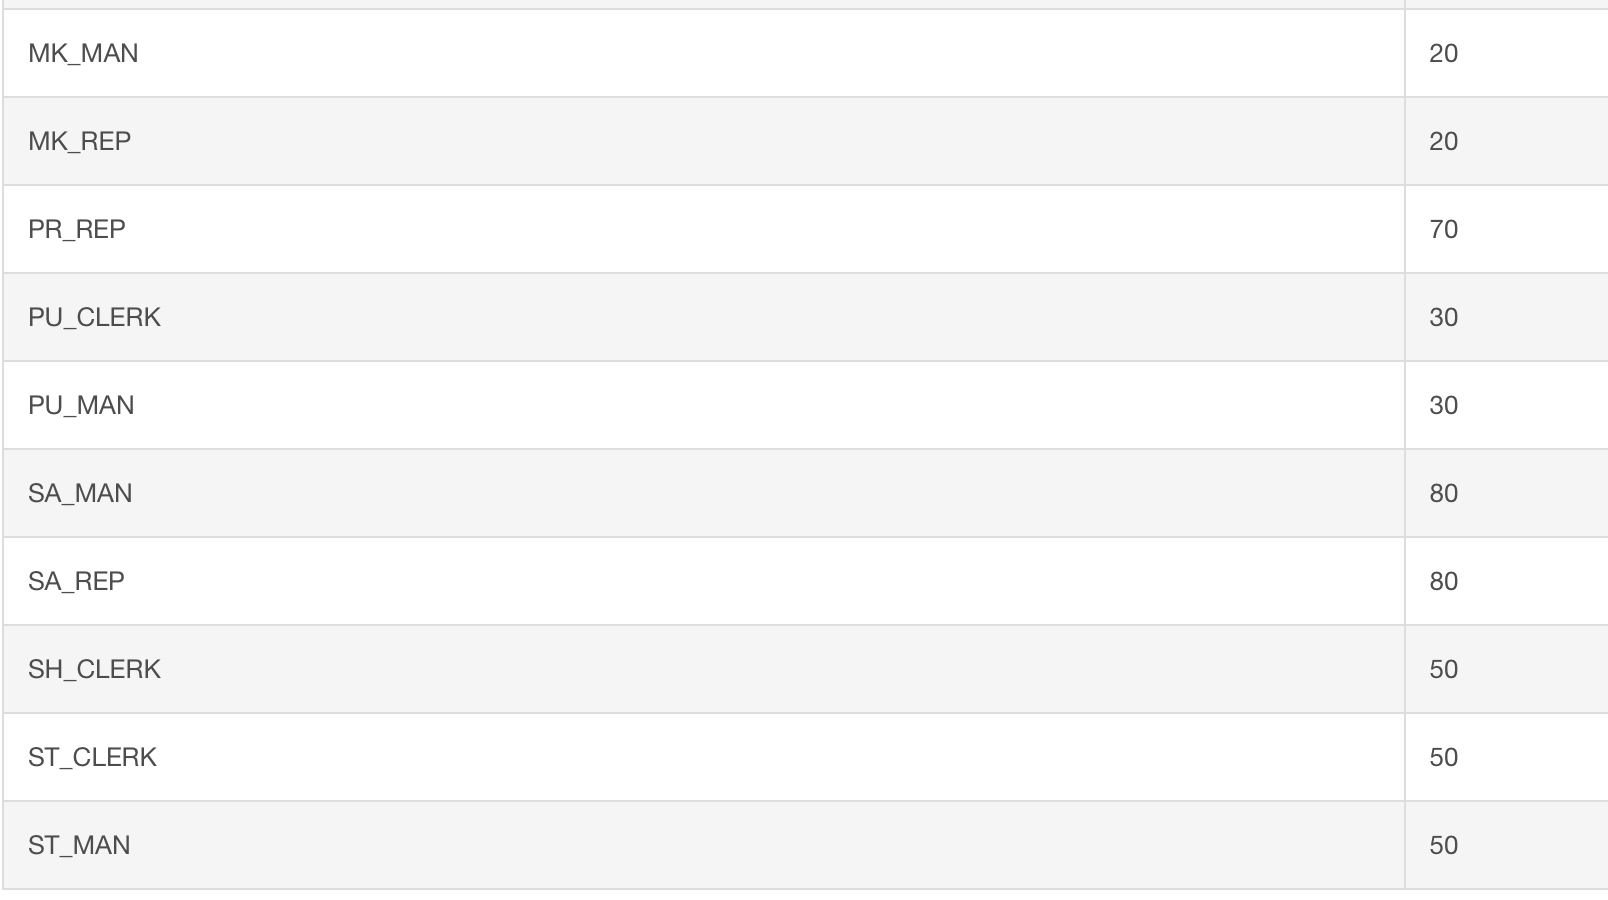 MK_MAN 20
MK_REP 20
PR_REP 70
PU_CLERK 30
PU_MAN 30
SA_MAN 80
SA_REP 80
SH_CLERK 50
ST_CLERK 50
ST_MAN 50